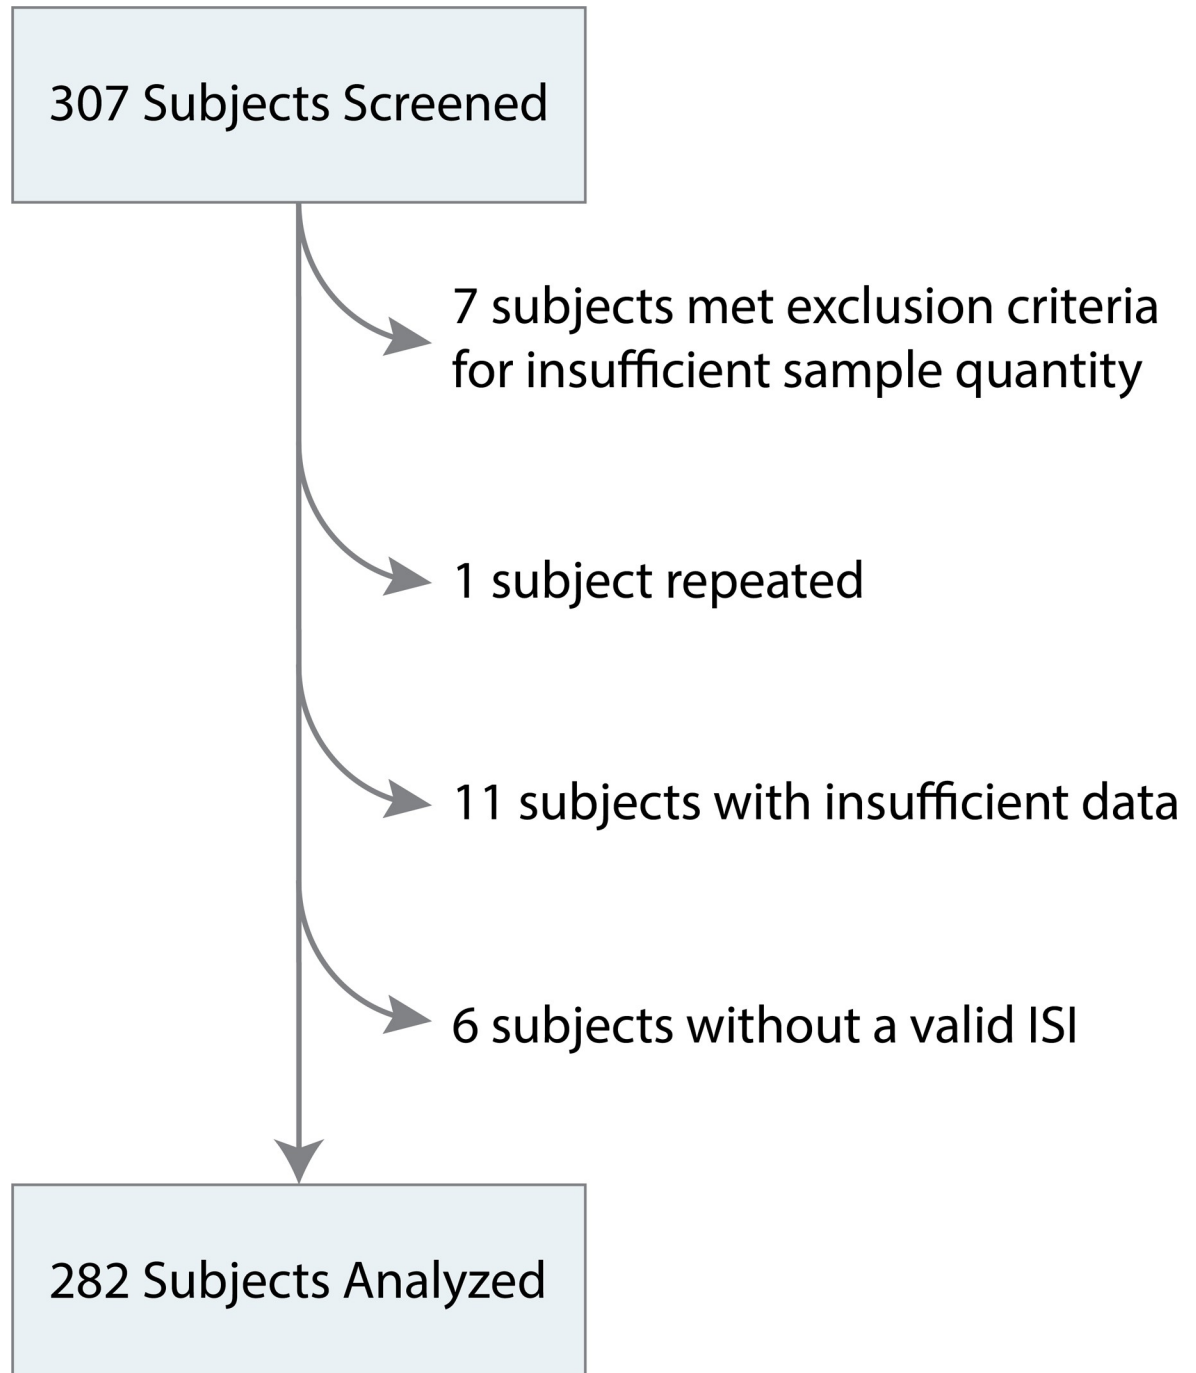 307 Subjects Screened
7 subjects met exclusion criteria
for insufficient sample quantity
1 subject repeated
11 subjects with insufficient data
6 subjects without a valid ISI
282 Subjects Analyzed